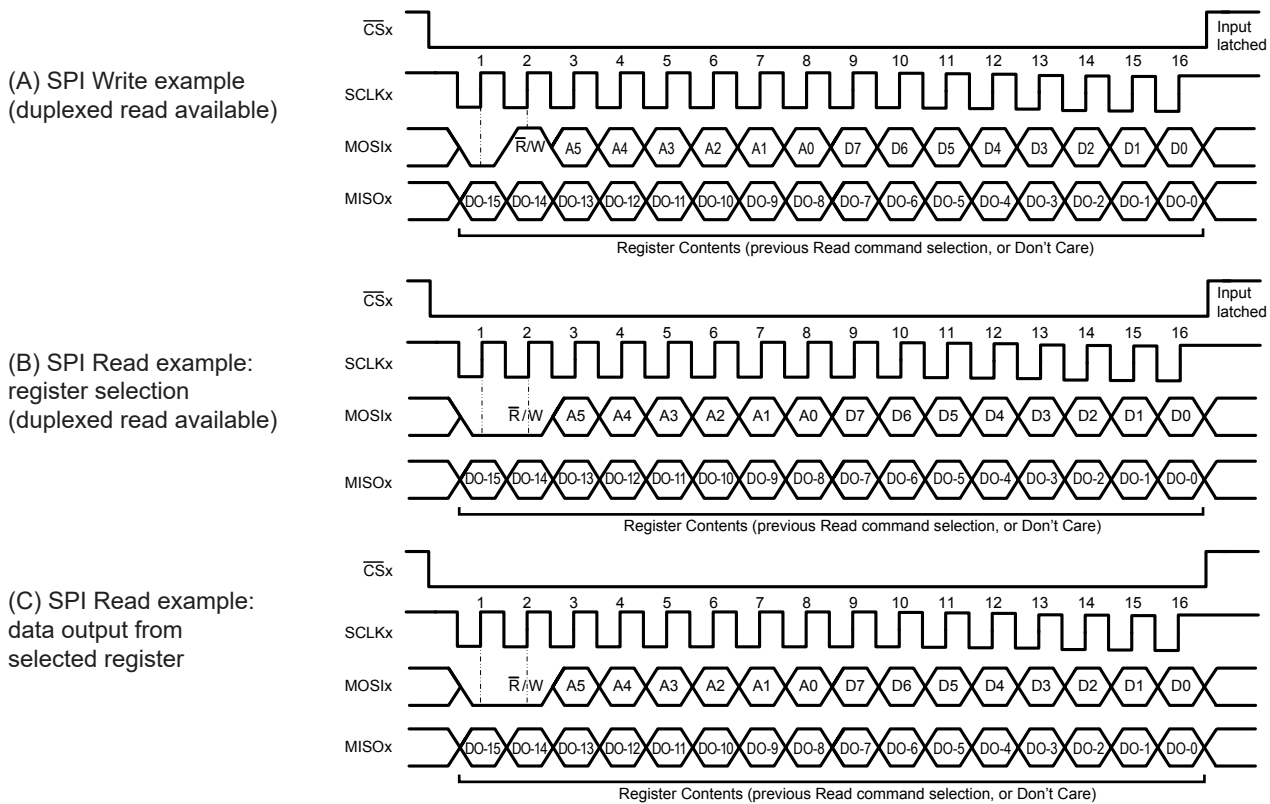 CSx
Input
latched
(A) SPI Write example
(duplexed read available)
1 2 3 4 5 6 7 8 9 10 11 12 13 14 15 16
SCLKx
MOSIx R/W A5 A4 A3 A2 A1 A0 D7 D6 D5 D4 D3 D2 D1 D0
MISOx DO-15 DO-14 DO-13 DO-12 DO-11 DO-10 DO-9 DO-8 DO-7 DO-6 DO-5 DO-4 DO-3 DO-2 DO-1 DO-0
Register Contents (previous Read command selection, or Don't Care)
CSx
Input
latched
(B) SPI Read example:
register selection
(duplexed read available)
1 2 3 4 5 6 7 8 9 10 11 12 13 14 15 16
SCLKx
MOSIx R/W A5 A4 A3 A2 A1 A0 D7 D6 D5 D4 D3 D2 D1 D0
MISOx DO-15 DO-14 DO-13 DO-12 DO-11 DO-10 DO-9 DO-8 DO-7 DO-6 DO-5 DO-4 DO-3 DO-2 DO-1 DO-0
Register Contents (previous Read command selection, or Don't Care)
CSx
(C) SPI Read example:
data output from
selected register
1 2 3 4 5 6 7 8 9 10 11 12 13 14 15 16
SCLKx
MOSIx R/W A5 A4 A3 A2 A1 A0 D7 D6 D5 D4 D3 D2 D1 D0
MISOx DO-15 DO-14 DO-13 DO-12 DO-11 DO-10 DO-9 DO-8 DO-7 DO-6 DO-5 DO-4 DO-3 DO-2 DO-1 DO-0
Register Contents (previous Read command selection, or Don't Care)